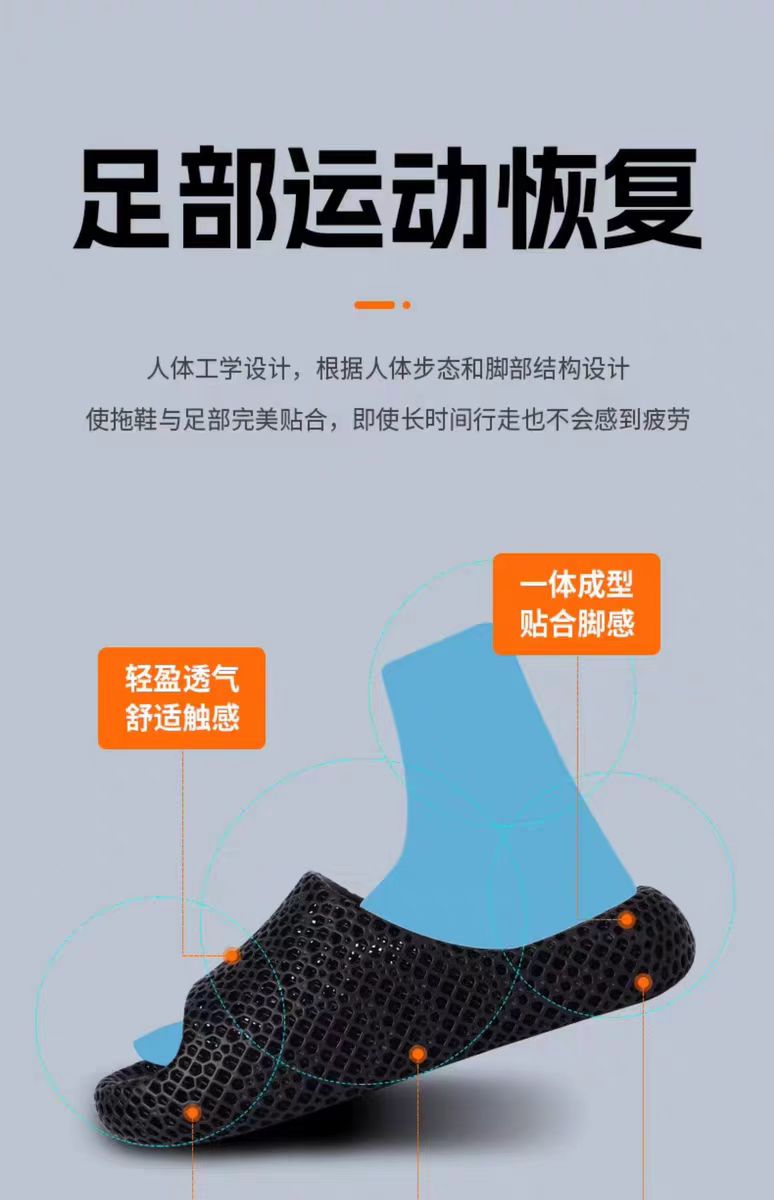 足部运动恢复
人体工学设计，根据人体步态和脚部结构设计
使拖鞋与足部完美贴合，即使长时间行走也不会感到疲劳
一体成型
贴合脚感
轻盈透气
舒适触感